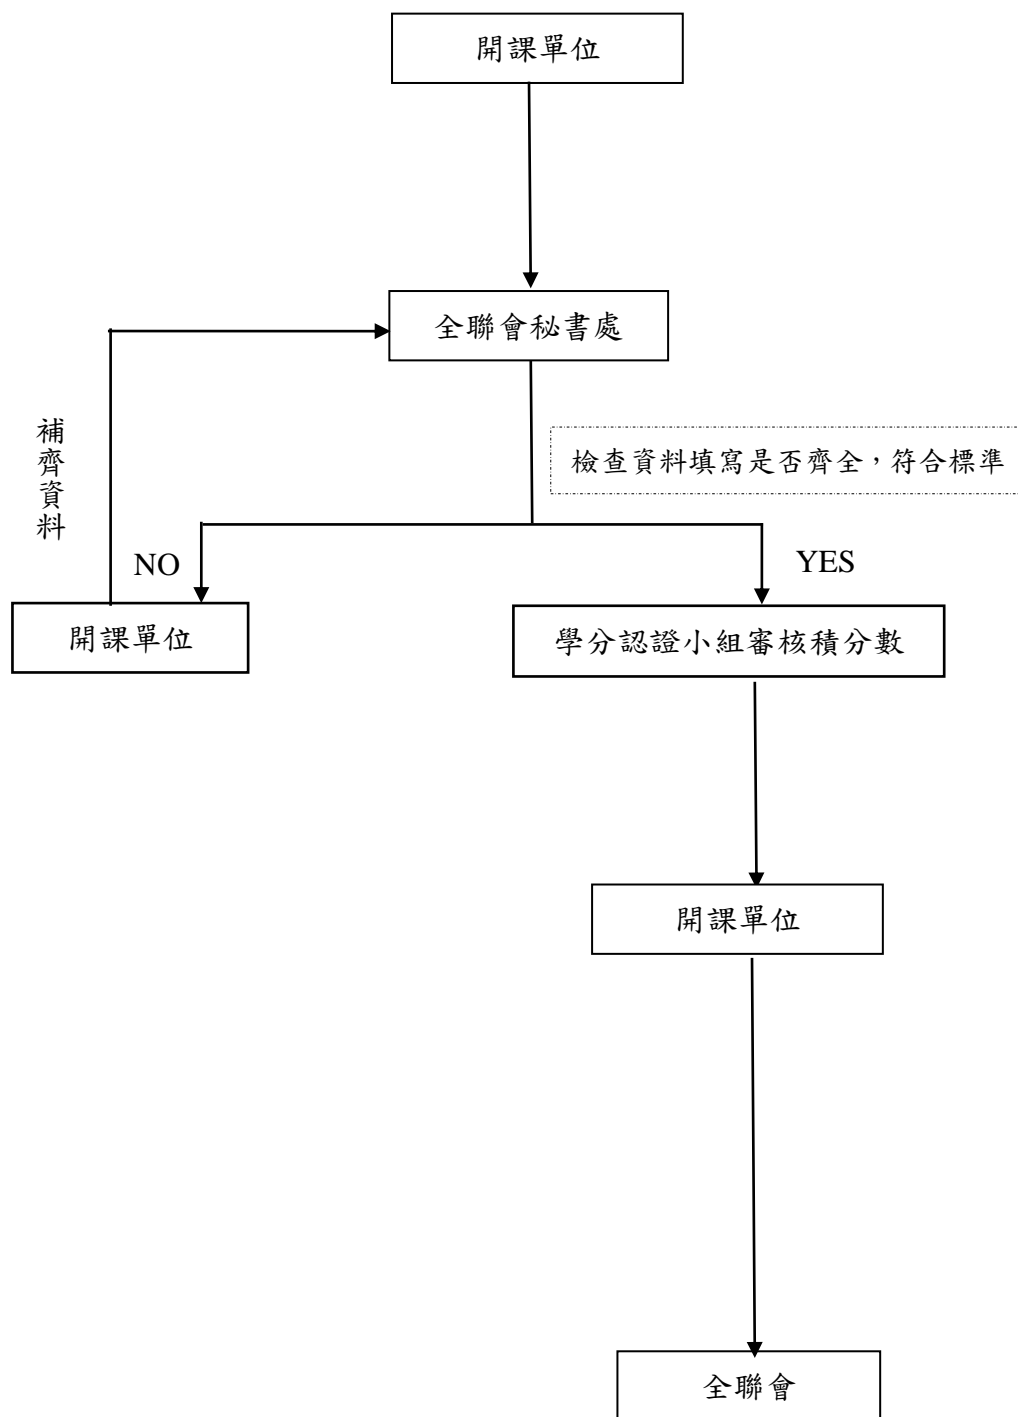 開課單位
全聯會秘書處
補齊資料
檢查資料填寫是否齊全，符合標準
NO
YES
開課單位
學分認證小組審核積分數
開課單位
全聯會